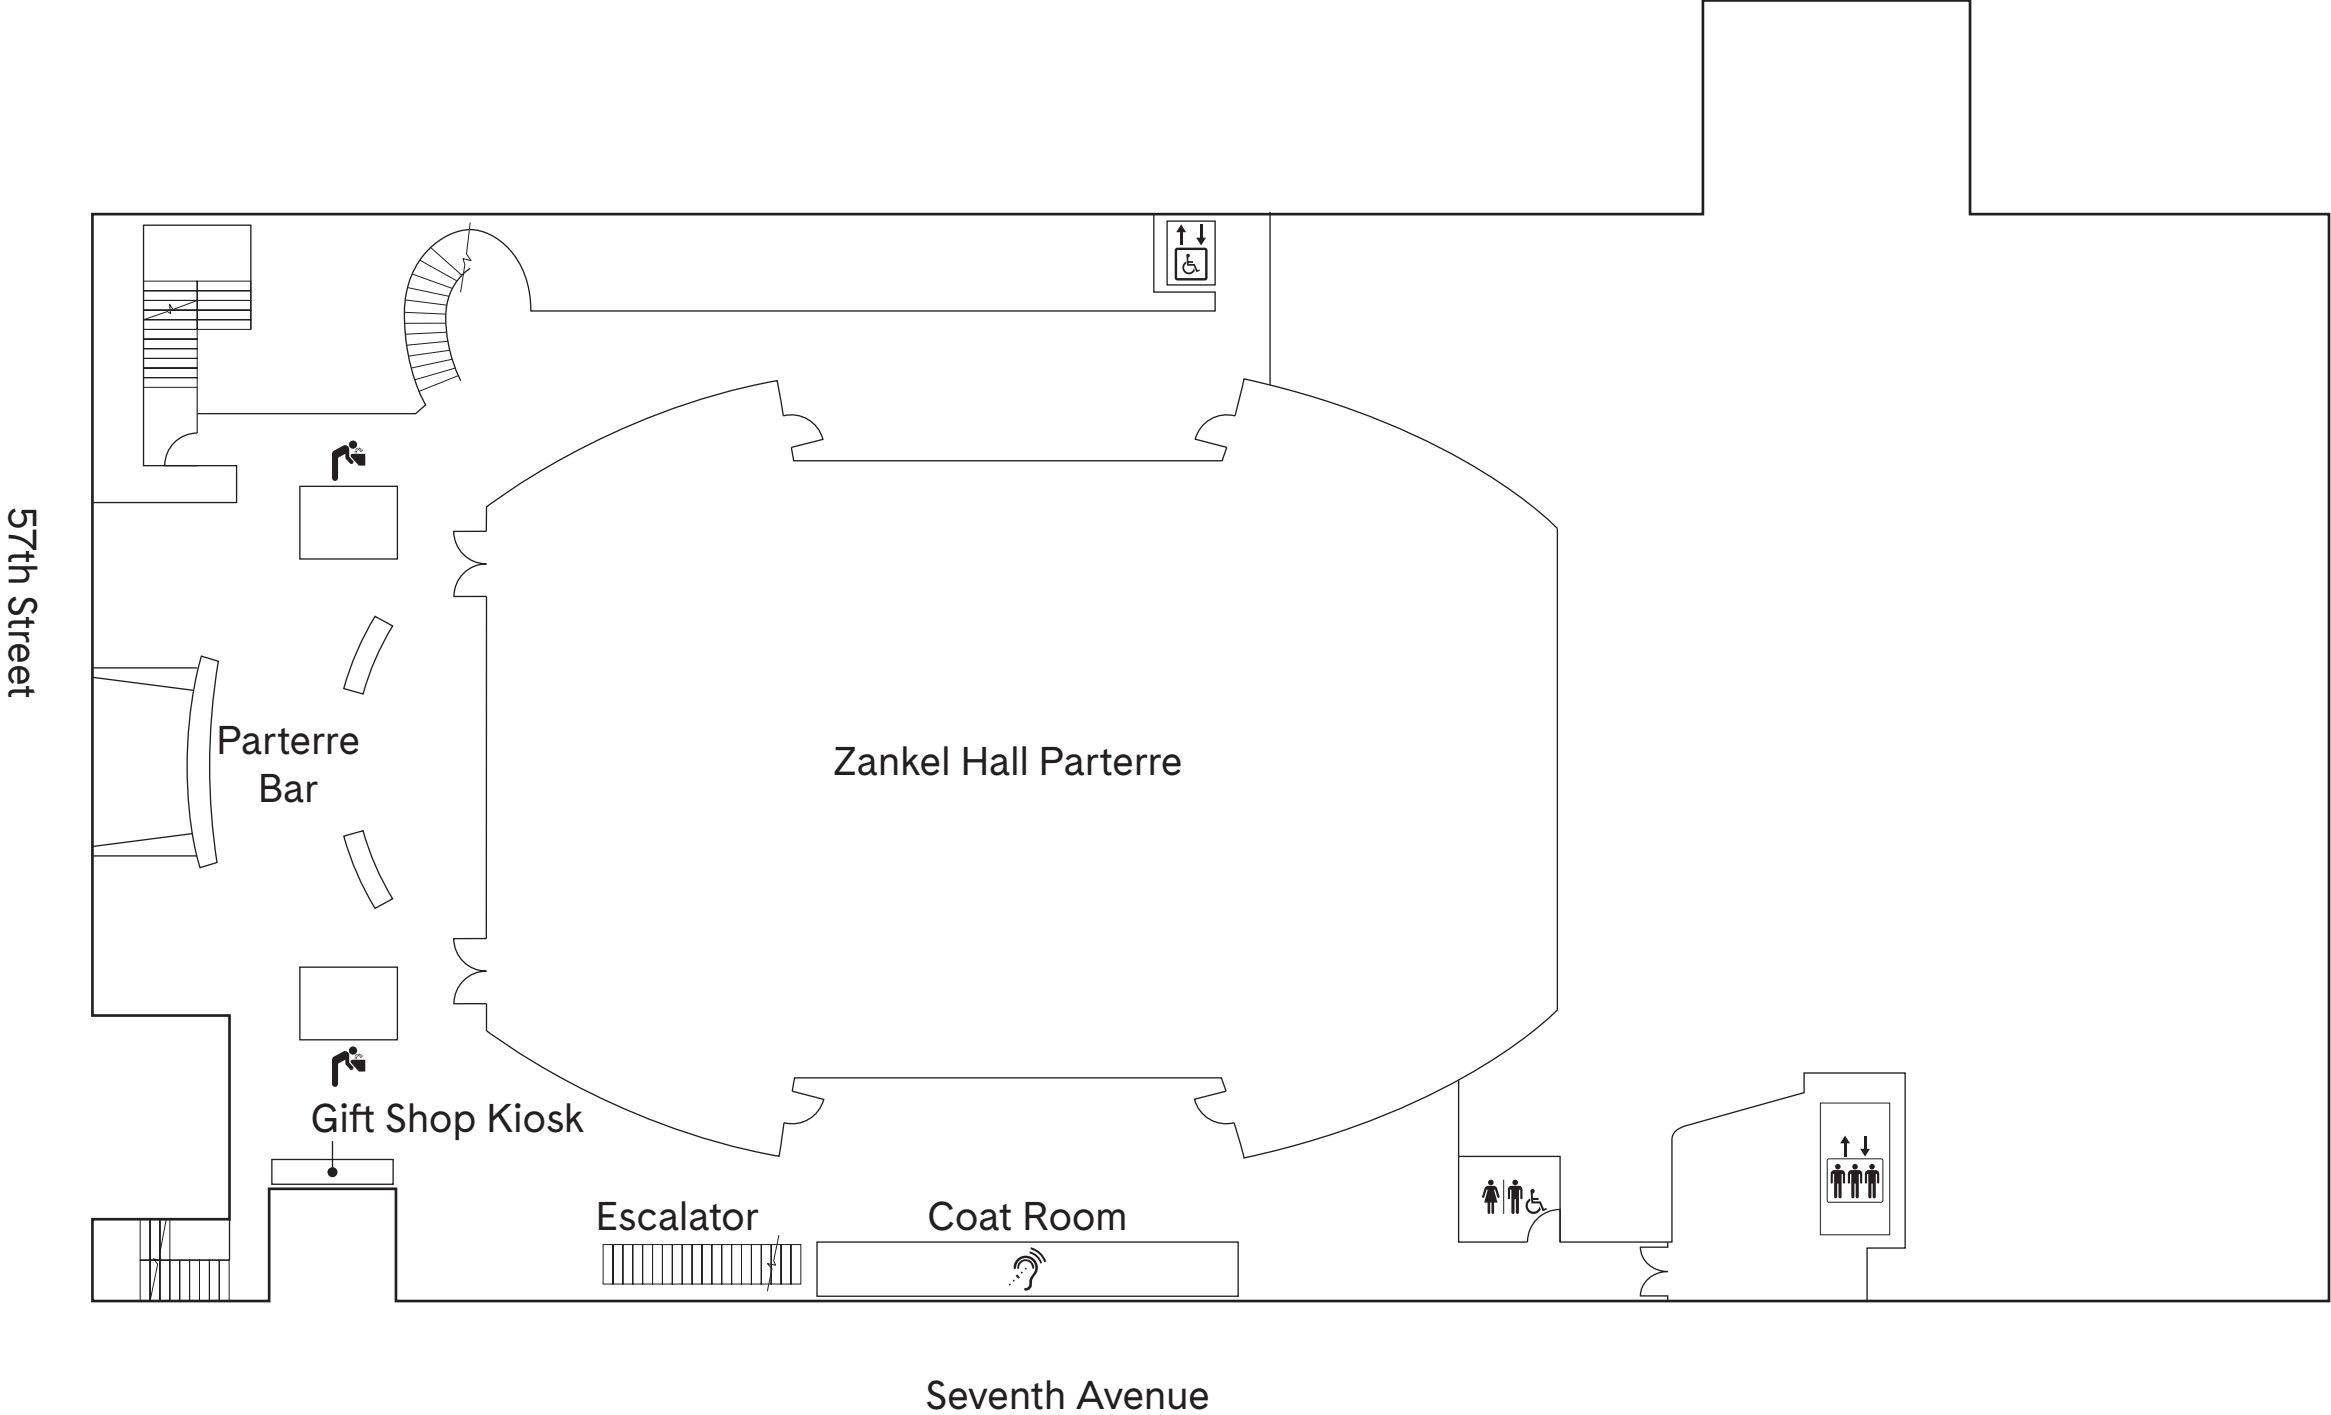 57th Street
Parterre
Bar
Zankel Hall Parterre
Gift Shop Kiosk
Escalator
Coat Room
Seventh Avenue